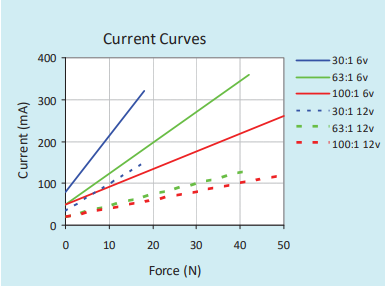 Current Curves
Current (mA)
400
300
200
100
0
0 10 20 30 40 50
Force (N)
30:1 6v
63:1 6v
100:1 6v
30:1 12v
63:1 12v
100:1 12v